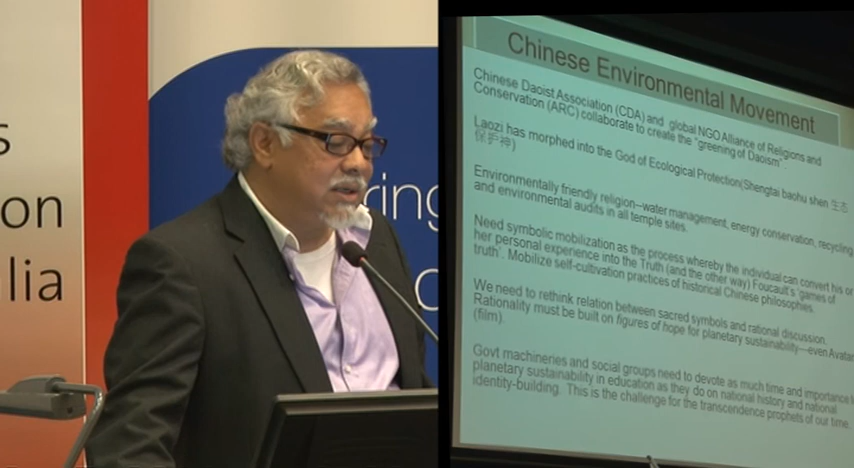 s
on
lia
ring
Chinese Environmental Movement
Chinese Daoist Association (CDA) and global NGO Alliance of Religions and
Conservation (ARC) collaborate to create the "greening of Daoism"
Laozi has morphed into the God of Ecological Protection(Shengtai baohu shen 生态
保护神)
Environmentally friendly religion–water management, energy conservation, recycling
and environmental audits in all temple sites.
Need symbolic mobilization as the process whereby the individual can convert his or
her personal experience into the Truth (and the other way) Foucault's 'games of
truth'. Mobilize self-cultivation practices of historical Chinese philosophies.
We need to rethink relation between sacred symbols and rational discussion.
Rationality must be built on figures of hope for planetary sustainability—even Avatar
(film).
Govt machineries and social groups need to devote as much time and importance
planetary sustainability in education as they do on national history and national
identity-building. This is the challenge for the transcendence prophets of our time.